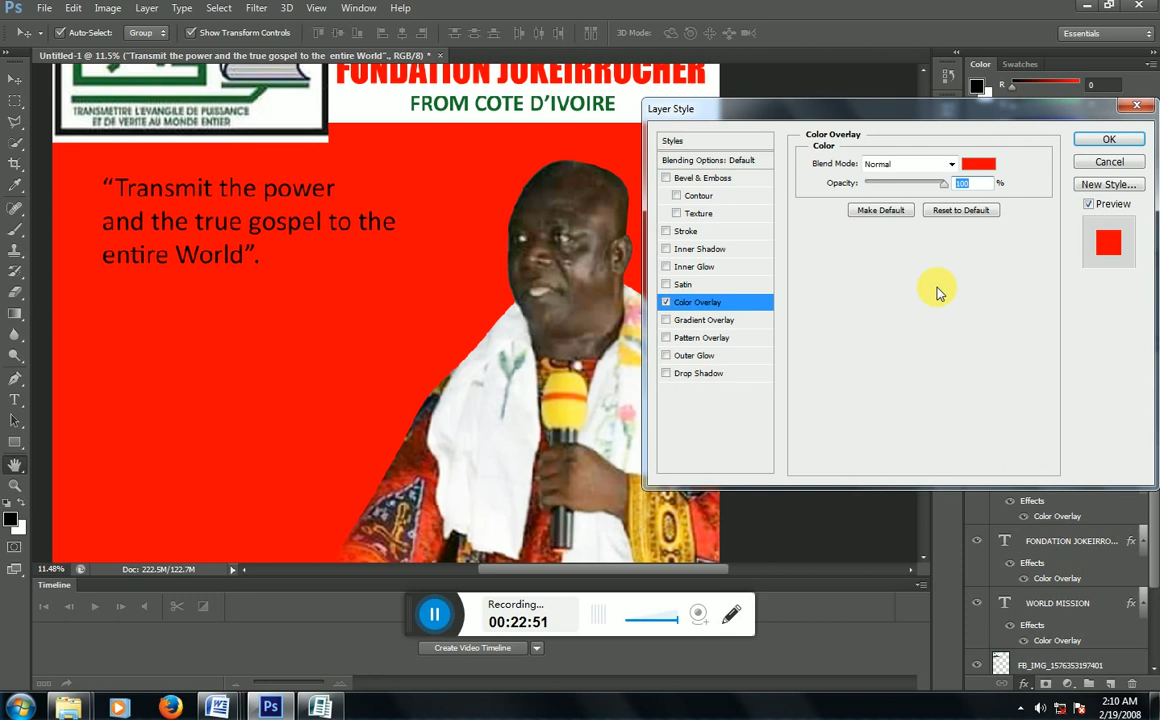 Ps File Edit Image Layer Type Select Filter 3D View Window Help
Auto-Select: Group Show Transform Controls 3D Mode: Essentials
Untitled-1 @ 11.5% ("Transmit the power and the true gospel to the entire World"., RGB/8) *
Color Swatches
R 0
FONDATION JOKEIRROCHER
FROM COTE D'IVOIRE
TRANSMETTRE L'EVANGILE DE PUISSANCE
ET DE VERITE AU MONDE ENTIER
“Transmit the power
and the true gospel to the
entire World”.
Layer Style
Styles
Blending Options: Default
Bevel & Emboss
Contour
Texture
Stroke
Inner Shadow
Inner Glow
Satin
Color Overlay
Gradient Overlay
Pattern Overlay
Outer Glow
Drop Shadow
Color Overlay
Color
Blend Mode: Normal
Opacity: 100 %
Make Default Reset to Default
OK
Cancel
New Style...
Preview
Effects
Color Overlay
T FONDATION JOKEIRRO... fx
Effects
Color Overlay
T WORLD MISSION fx
Effects
Color Overlay
FB_IMG_1576353197401
11.48% Doc: 222.5M/122.7M
Timeline
Recording...
00:22:51
Create Video Timeline
2:10 AM
2/19/2008